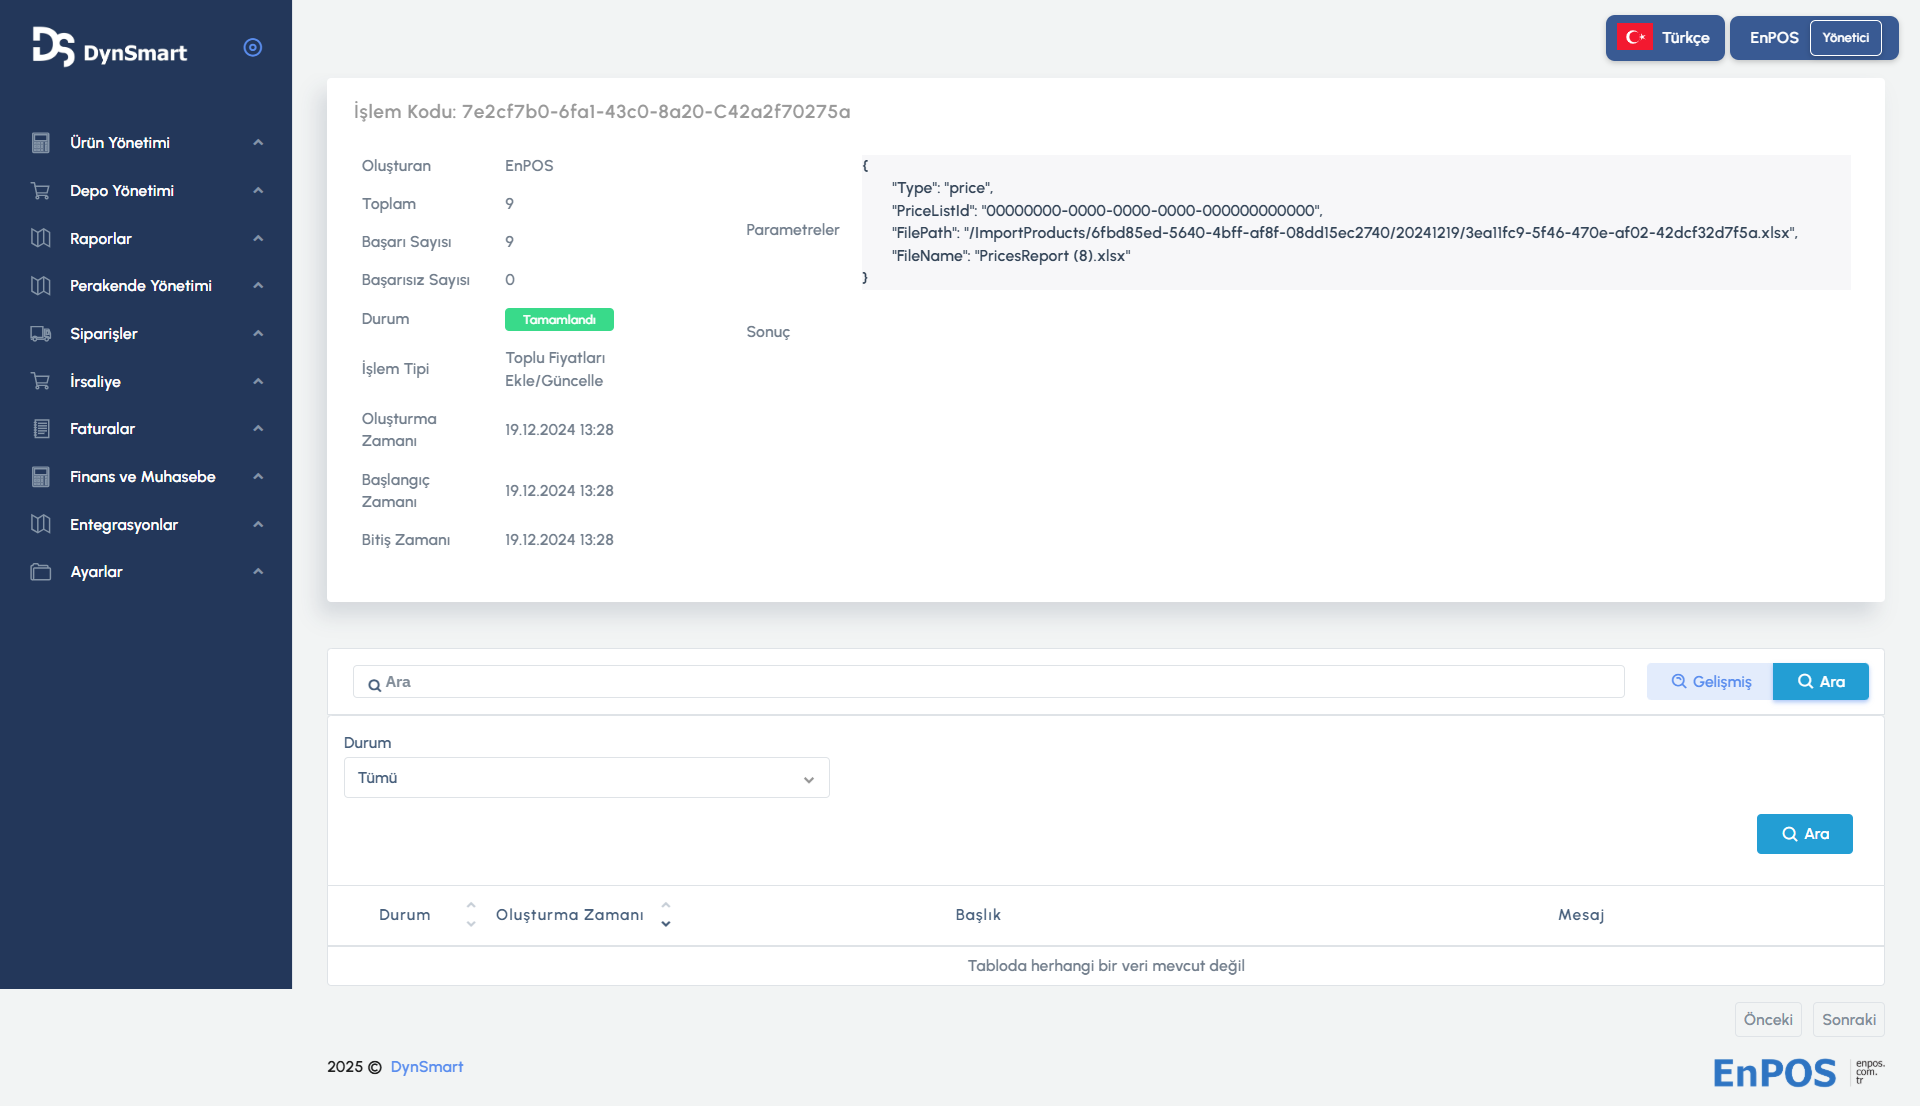 DS DynSmart
Türkçe
EnPOS Yönetici
Ürün Yönetimi
Depo Yönetimi
Raporlar
Perakende Yönetimi
Siparişler
İrsaliye
Faturalar
Finans ve Muhasebe
Entegrasyonlar
Ayarlar
İşlem Kodu: 7e2cf7b0-6fa1-43c0-8a20-C42a2f70275a
Oluşturan EnPOS
Toplam 9
Başarı Sayısı 9
Başarısız Sayısı 0
Durum Tamamlandı
İşlem Tipi Toplu Fiyatları
Ekle/Güncelle
Oluşturma
Zamanı 19.12.2024 13:28
Başlangıç
Zamanı 19.12.2024 13:28
Bitiş Zamanı 19.12.2024 13:28
Parametreler
{
"Type": "price",
"PriceListId": "00000000-0000-0000-0000-000000000000",
"FilePath": "/ImportProducts/6fbd85ed-5640-4bff-af8f-08dd15ec2740/20241219/3ea11fc9-5f46-470e-af02-42dcf32d7f5a.xlsx",
"FileName": "PricesReport (8).xlsx"
}
Sonuç
Ara
Gelişmiş
Ara
Durum
Tümü
Ara
Durum Oluşturma Zamanı Başlık Mesaj
Tabloda herhangi bir veri mevcut değil
Önceki Sonraki
2025 © DynSmart
EnPOS
enpos.
com.
tr